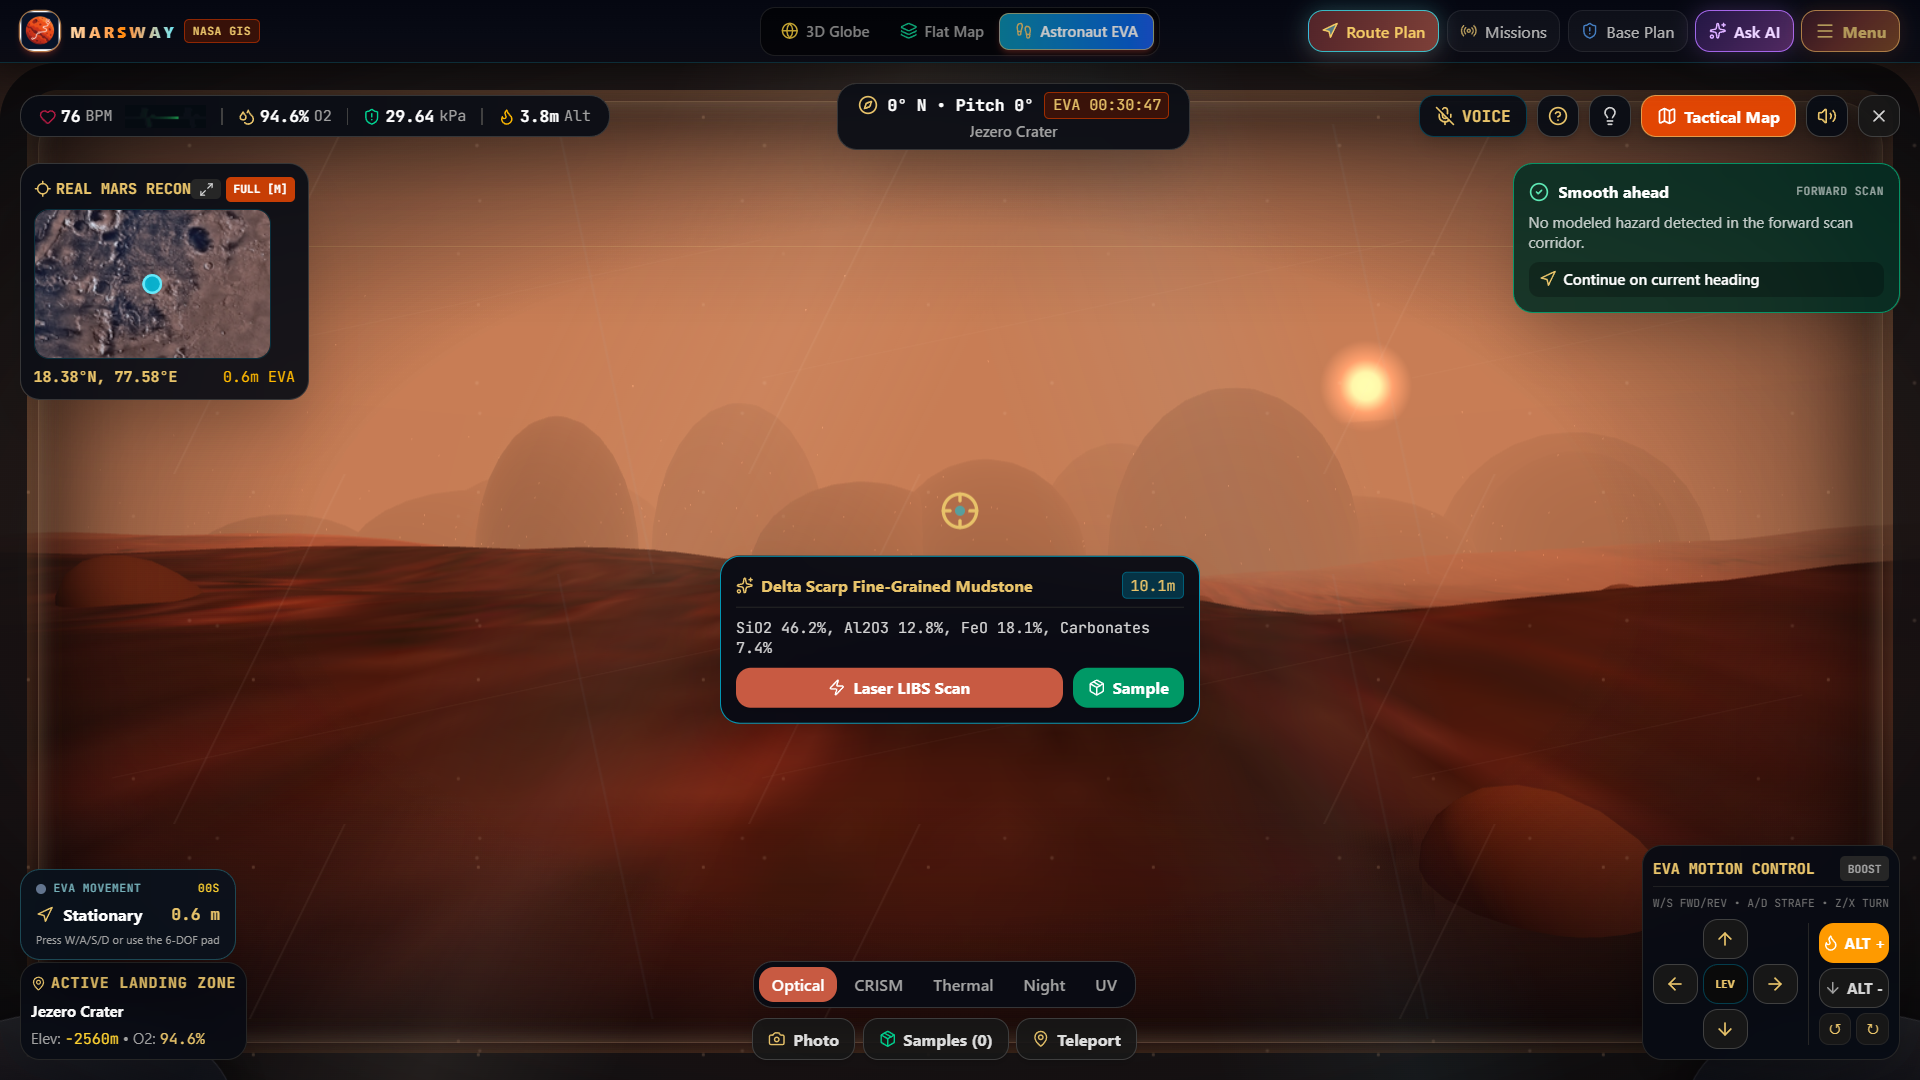 MARSWAY NASA GIS
3D Globe Flat Map Astronaut EVA
Route Plan Missions Base Plan Ask AI Menu
76 BPM 94.6% O2 29.64 kPa 3.8m Alt
0° N • Pitch 0° EVA 00:30:47
Jezero Crater
VOICE Tactical Map
REAL MARS RECON FULL [M]
18.38°N, 77.58°E 0.6m EVA
Smooth ahead FORWARD SCAN
No modeled hazard detected in the forward scan
corridor.
Continue on current heading
Delta Scarp Fine-Grained Mudstone 10.1m
SiO2 46.2%, Al2O3 12.8%, FeO 18.1%, Carbonates
7.4%
Laser LIBS Scan Sample
EVA MOVEMENT 00S
Stationary 0.6 m
Press W/A/S/D or use the 6-DOF pad
ACTIVE LANDING ZONE
Jezero Crater
Elev: -2560m • O2: 94.6%
Optical CRISM Thermal Night UV
Photo Samples (0) Teleport
EVA MOTION CONTROL BOOST
W/S FWD/REV • A/D STRAFE • Z/X TURN
ALT +
LEV
ALT -